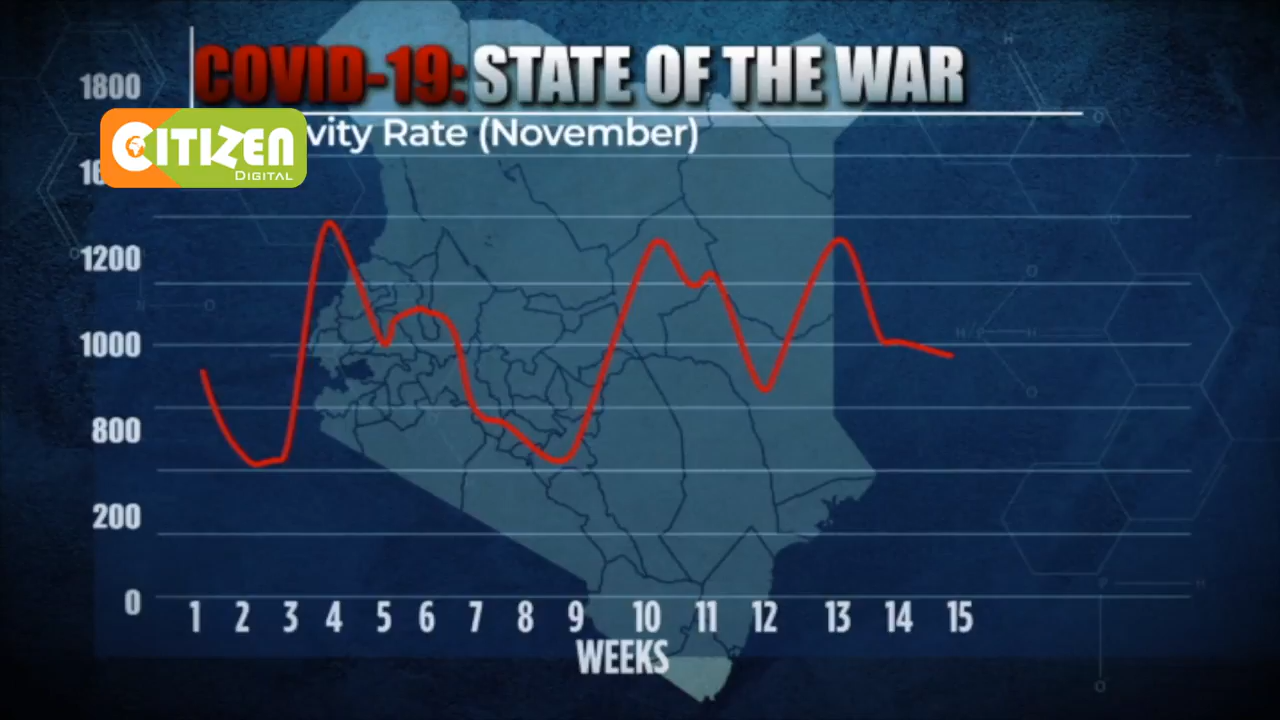 COVID-19: STATE OF THE WAR
vity Rate (November)
CITIZEN
DIGITAL
1800
1200
1000
800
200
0
1 2 3 4 5 6 7 8 9 10 11 12 13 14 15
WEEKS